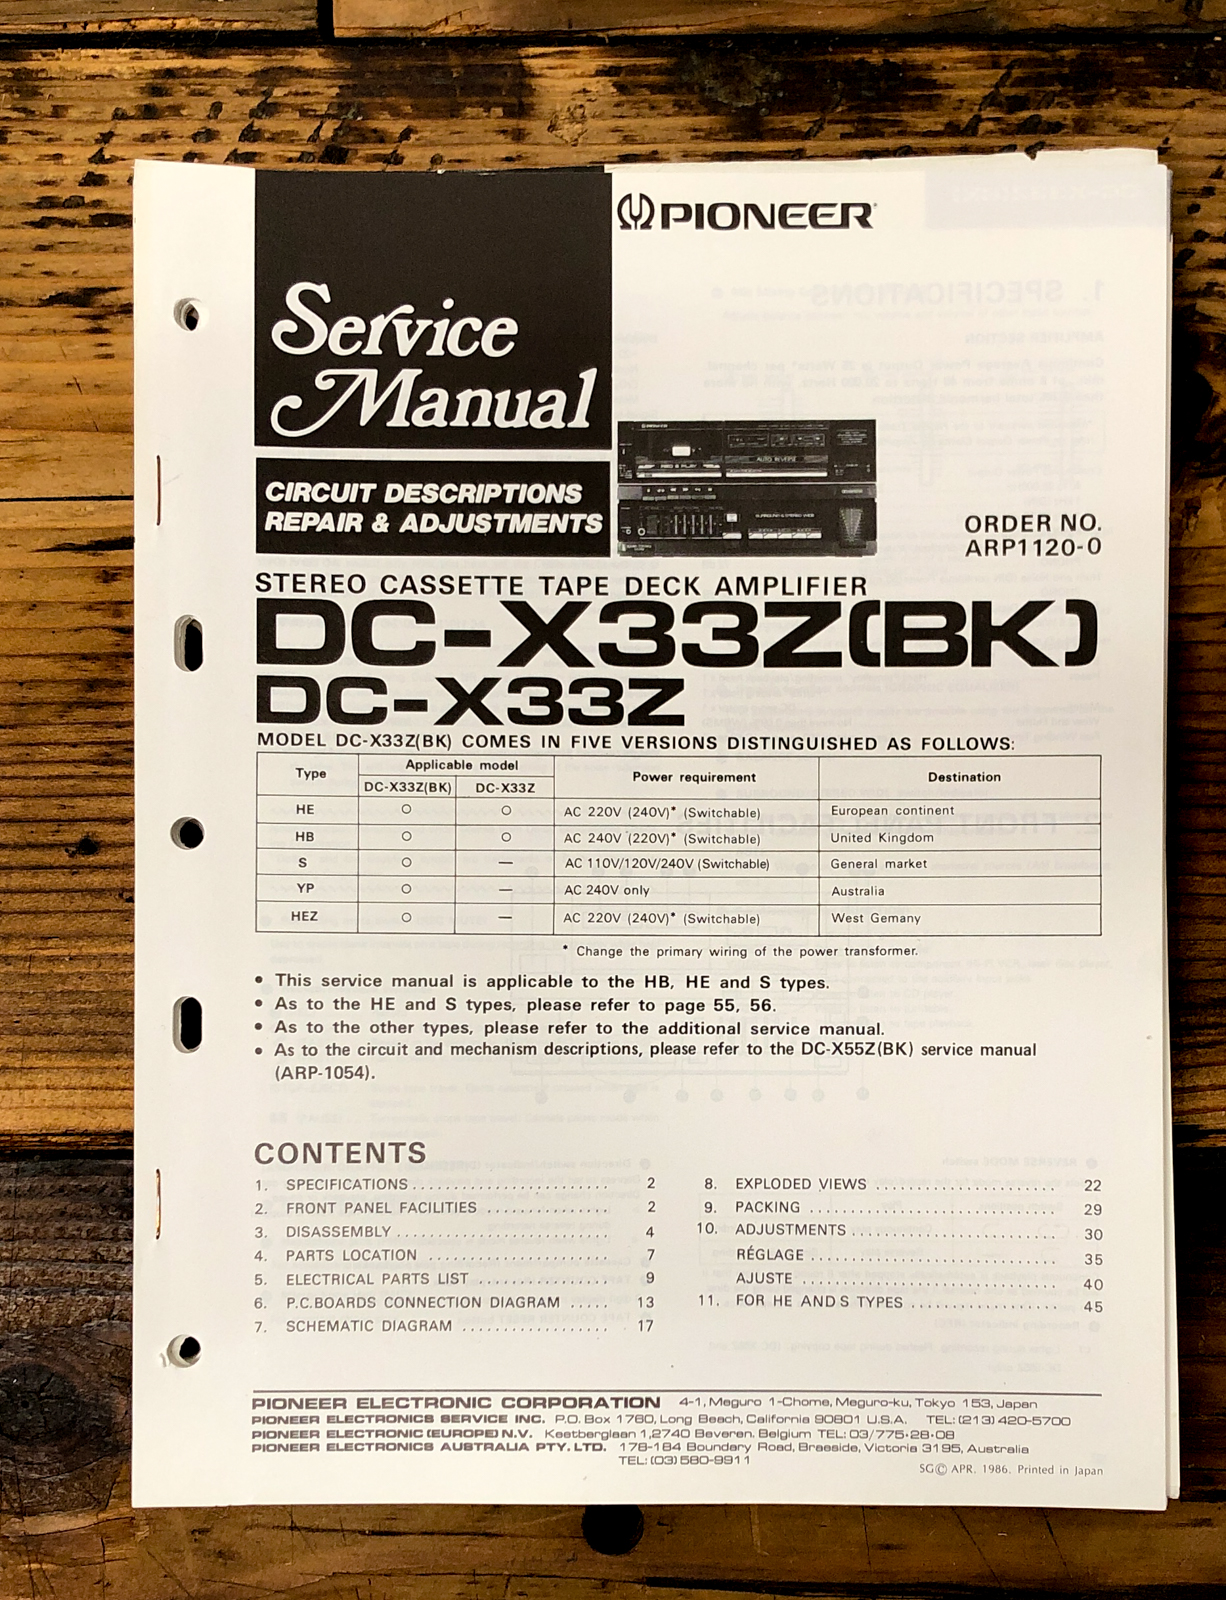 PIONEER
Service
Manual
CIRCUIT DESCRIPTIONS
REPAIR & ADJUSTMENTS
PIONEER
AUTO REVERSE
ORDER NO.
ARP1120-0
STEREO CASSETTE TAPE DECK AMPLIFIER
DC-X33Z(BK)
DC-X33Z
MODEL DC-X33Z(BK) COMES IN FIVE VERSIONS DISTINGUISHED AS FOLLOWS:
Type Applicable model Power requirement Destination
DC-X33Z(BK) DC-X33Z
HE ○ ○ AC 220V (240V)* (Switchable) European continent
HB ○ ○ AC 240V (220V)* (Switchable) United Kingdom
S ○ — AC 110V/120V/240V (Switchable) General market
YP ○ — AC 240V only Australia
HEZ ○ — AC 220V (240V)* (Switchable) West Gemany
* Change the primary wiring of the power transformer.
• This service manual is applicable to the HB, HE and S types.
• As to the HE and S types, please refer to page 55, 56.
• As to the other types, please refer to the additional service manual.
• As to the circuit and mechanism descriptions, please refer to the DC-X55Z(BK) service manual
(ARP-1054).
CONTENTS
1. SPECIFICATIONS ........................ 2
2. FRONT PANEL FACILITIES ............... 2
3. DISASSEMBLY .......................... 4
4. PARTS LOCATION ...................... 7
5. ELECTRICAL PARTS LIST ................ 9
6. P.C.BOARDS CONNECTION DIAGRAM ..... 13
7. SCHEMATIC DIAGRAM .................. 17
8. EXPLODED VIEWS ...................... 22
9. PACKING .............................. 29
10. ADJUSTMENTS ......................... 30
RÉGLAGE .............................. 35
AJUSTE ............................... 40
11. FOR HE AND S TYPES .................. 45
PIONEER ELECTRONIC CORPORATION 4-1, Meguro 1-Chome, Meguro-ku, Tokyo 153, Japan
PIONEER ELECTRONICS SERVICE INC. P.O. Box 1760, Long Beach, California 90801 U.S.A. TEL: (213) 420-5700
PIONEER ELECTRONIC (EUROPE) N.V. Keetberglaan 1, 2740 Beveren. Belgium TEL: 03/775·28·08
PIONEER ELECTRONICS AUSTRALIA PTY. LTD. 178-184 Boundary Road, Braeside, Victoria 3195, Australia
TEL: (03) 580-9911
SG© APR. 1986. Printed in Japan